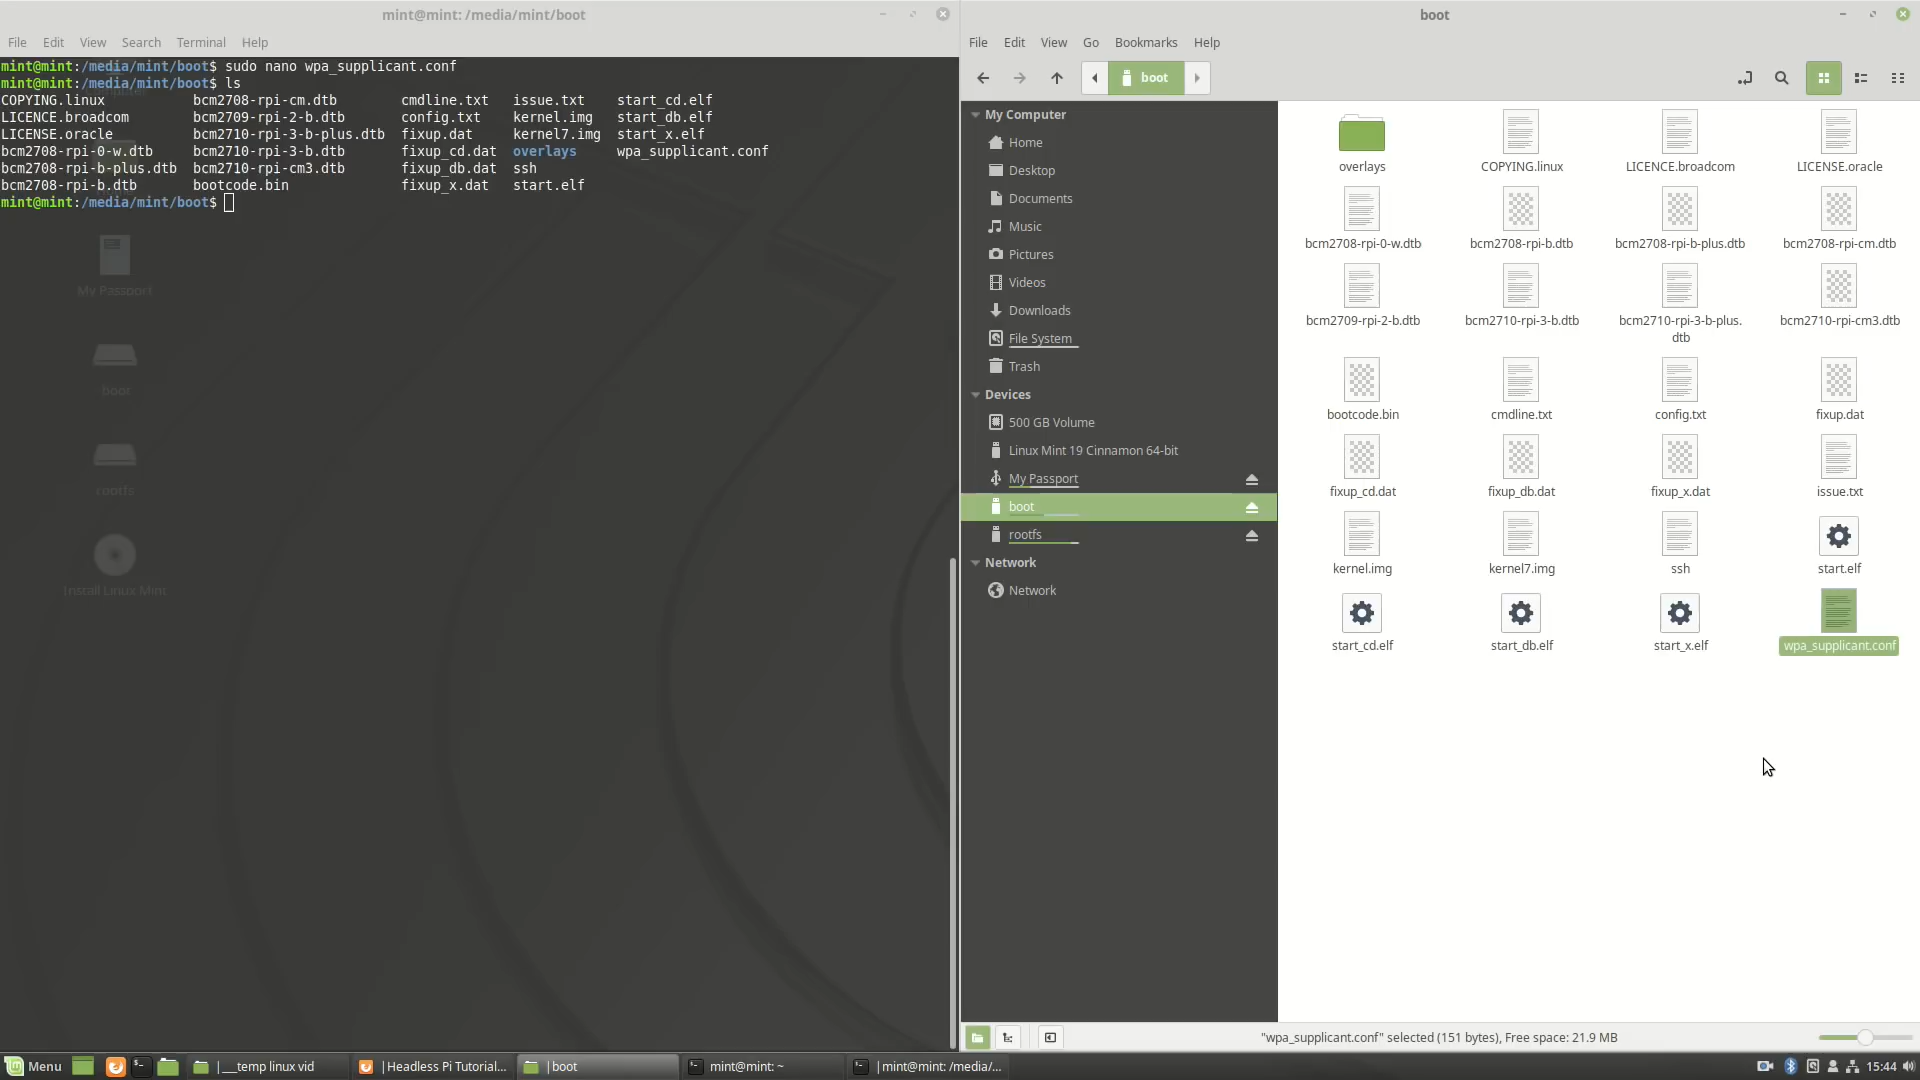 mint@mint: /media/mint/boot
File Edit View Search Terminal Help
mint@mint:/media/mint/boot$ sudo nano wpa_supplicant.conf
mint@mint:/media/mint/boot$ ls
COPYING.linux bcm2708-rpi-cm.dtb cmdline.txt issue.txt start_cd.elf
LICENCE.broadcom bcm2709-rpi-2-b.dtb config.txt kernel.img start_db.elf
LICENSE.oracle bcm2710-rpi-3-b-plus.dtb fixup.dat kernel7.img start_x.elf
bcm2708-rpi-0-w.dtb bcm2710-rpi-3-b.dtb fixup_cd.dat overlays wpa_supplicant.conf
bcm2708-rpi-b-plus.dtb bcm2710-rpi-cm3.dtb fixup_db.dat ssh
bcm2708-rpi-b.dtb bootcode.bin fixup_x.dat start.elf
mint@mint:/media/mint/boot$
My Passport
boot
rootfs
Install Linux Mint
boot
File Edit View Go Bookmarks Help
boot
My Computer
Home
Desktop
Documents
Music
Pictures
Videos
Downloads
File System
Trash
Devices
500 GB Volume
Linux Mint 19 Cinnamon 64-bit
My Passport
boot
rootfs
Network
Network
overlays COPYING.linux LICENCE.broadcom LICENSE.oracle
bcm2708-rpi-0-w.dtb bcm2708-rpi-b.dtb bcm2708-rpi-b-plus.dtb bcm2708-rpi-cm.dtb
bcm2709-rpi-2-b.dtb bcm2710-rpi-3-b.dtb bcm2710-rpi-3-b-plus. bcm2710-rpi-cm3.dtb
dtb
bootcode.bin cmdline.txt config.txt fixup.dat
fixup_cd.dat fixup_db.dat fixup_x.dat issue.txt
kernel.img kernel7.img ssh start.elf
start_cd.elf start_db.elf start_x.elf wpa_supplicant.conf
"wpa_supplicant.conf" selected (151 bytes), Free space: 21.9 MB
Menu |__temp linux vid |Headless Pi Tutorial... |boot mint@mint: ~ |mint@mint: /media/... 15:44